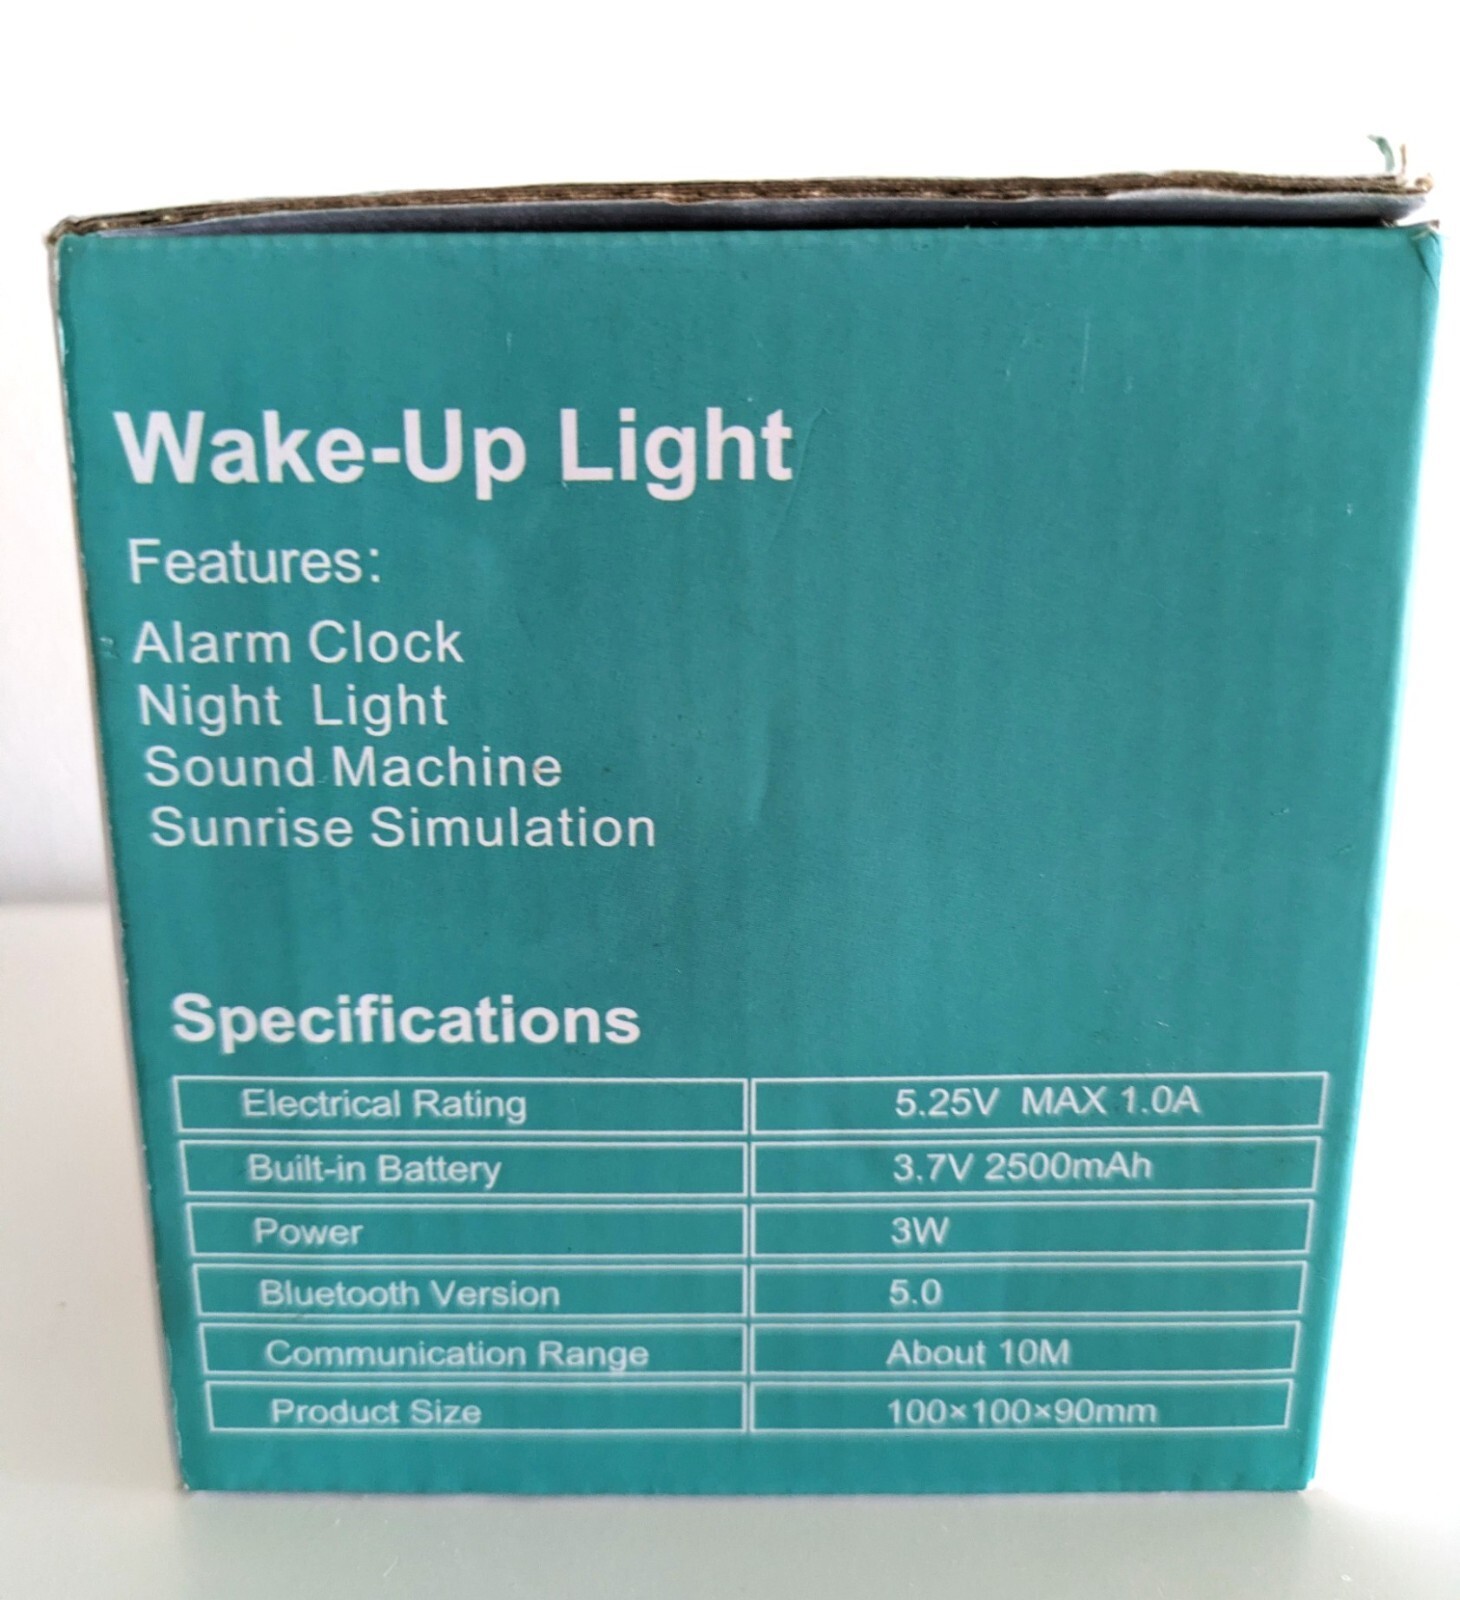 Wake-Up Light
Features:
Alarm Clock
Night Light
Sound Machine
Sunrise Simulation
Specifications
Electrical Rating 5.25V MAX 1.0A
Built-in Battery 3.7V 2500mAh
Power 3W
Bluetooth Version 5.0
Communication Range About 10M
Product Size 100×100×90mm